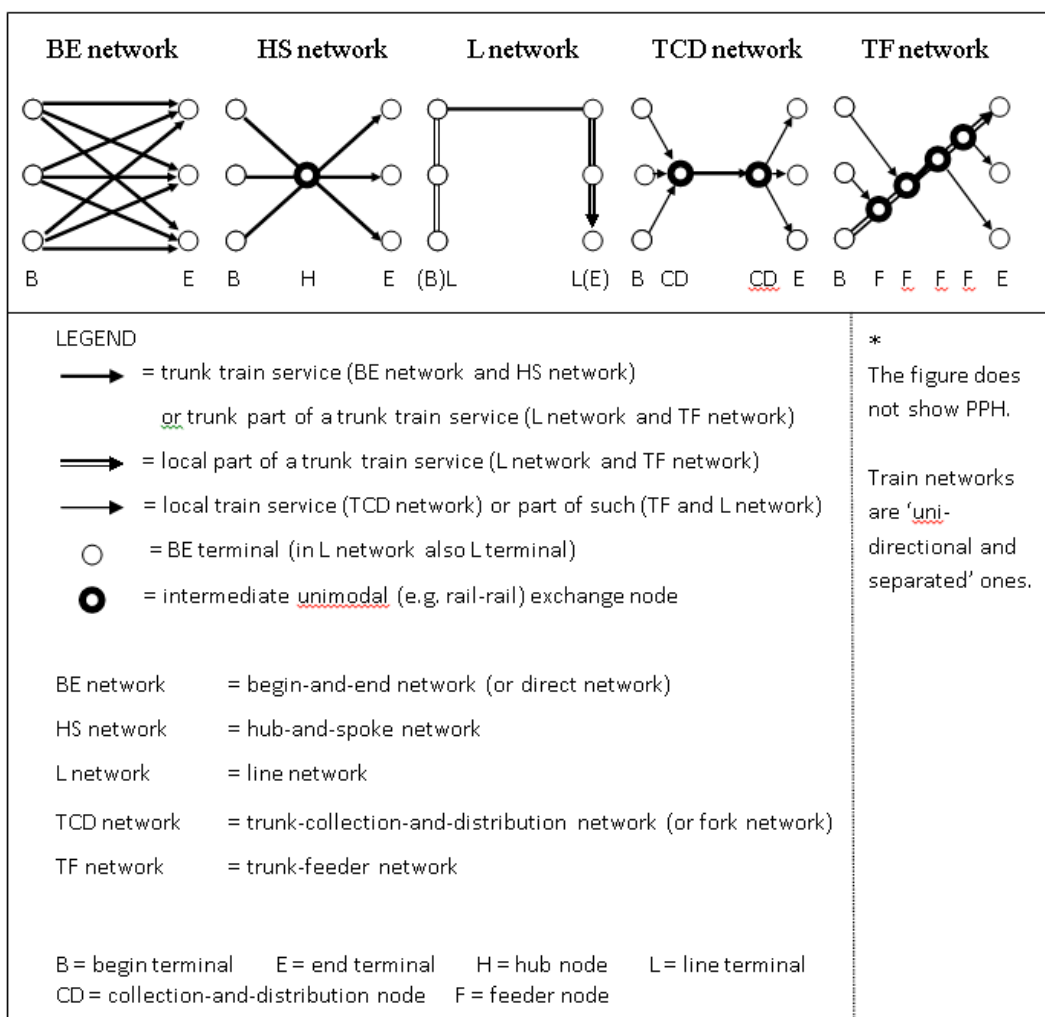 BE network HS network L network TCD network TF network
B E B H E (B)L L(E) B CD CD E B F F F F E
LEGEND
= trunk train service (BE network and HS network)
or trunk part of a trunk train service (L network and TF network)
= local part of a trunk train service (L network and TF network)
= local train service (TCD network) or part of such (TF and L network)
= BE terminal (in L network also L terminal)
= intermediate unimodal (e.g. rail-rail) exchange node
BE network = begin-and-end network (or direct network)
HS network = hub-and-spoke network
L network = line network
TCD network = trunk-collection-and-distribution network (or fork network)
TF network = trunk-feeder network
B = begin terminal E = end terminal H = hub node L = line terminal
CD = collection-and-distribution node F = feeder node
*
The figure does
not show PPH.
Train networks
are ‘uni-
directional and
separated’ ones.